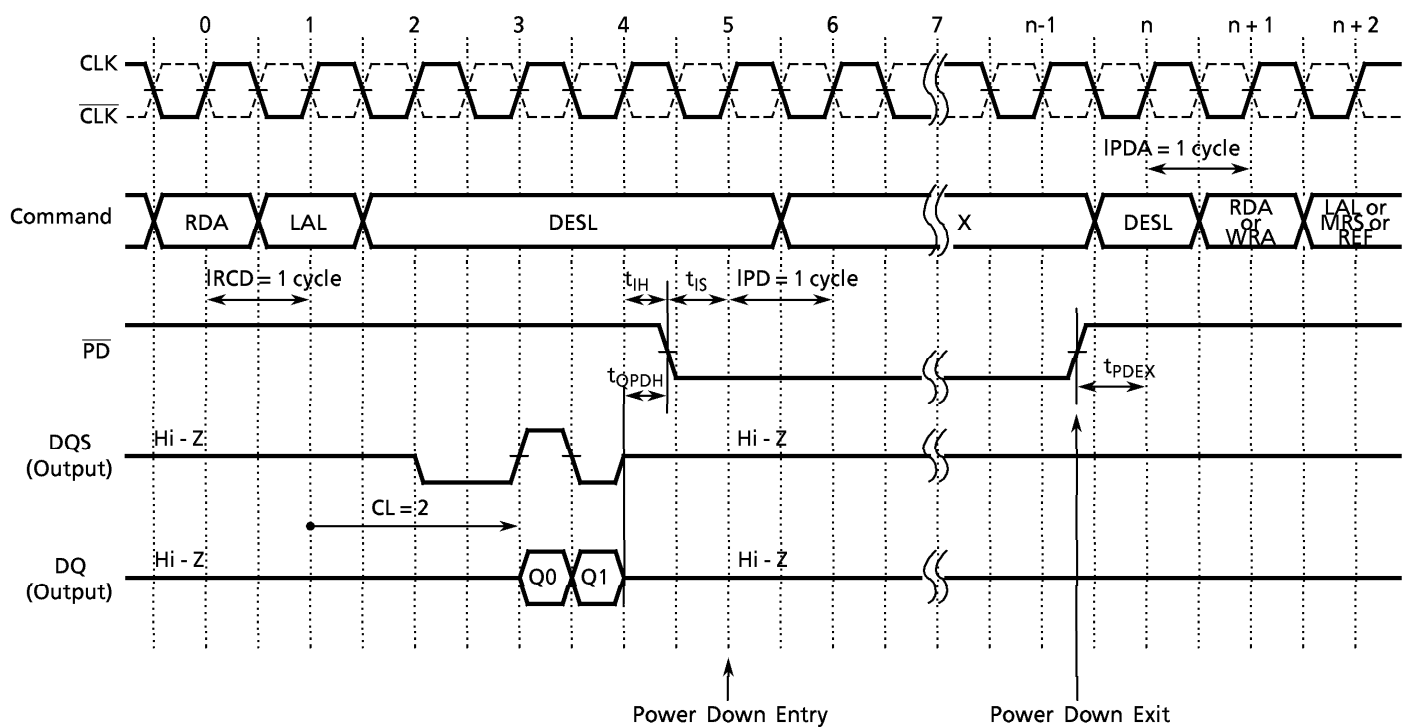 0 1 2 3 4 5 6 7 n-1 n n + 1 n + 2
CLK
CLK
lPDA = 1 cycle
Command
RDA
LAL
DESL
X
DESL
RDA
or
WRA
LAL or
MRS or
REF
lRCD = 1 cycle
tIH
tIS
lPD = 1 cycle
PD
tQPDH
tPDEX
DQS
(Output)
Hi - Z
Hi - Z
CL = 2
DQ
(Output)
Hi - Z
Q0
Q1
Hi - Z
Power Down Entry
Power Down Exit